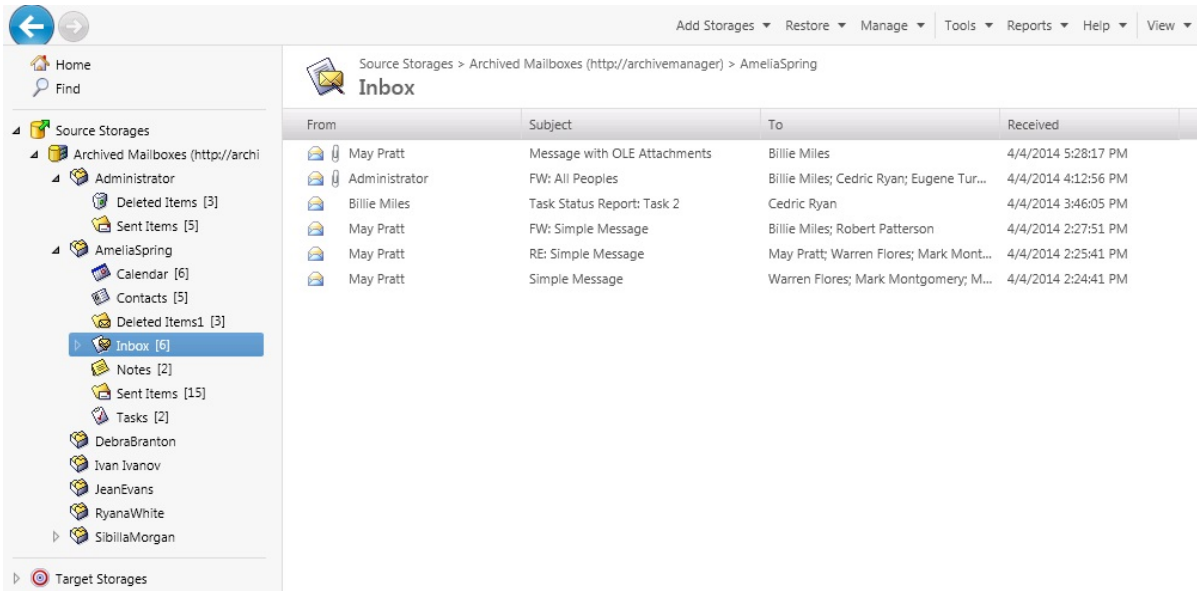 Add Storages Restore Manage Tools Reports Help View
Home
Find
Source Storages
Archived Mailboxes (http://archi
Administrator
Deleted Items [3]
Sent Items [5]
AmeliaSpring
Calendar [6]
Contacts [5]
Deleted Items1 [3]
Inbox [6]
Notes [2]
Sent Items [15]
Tasks [2]
DebraBranton
Ivan Ivanov
JeanEvans
RyanaWhite
SibillaMorgan
Target Storages
Source Storages > Archived Mailboxes (http://archivemanager) > AmeliaSpring
Inbox
From Subject To Received
May Pratt Message with OLE Attachments Billie Miles 4/4/2014 5:28:17 PM
Administrator FW: All Peoples Billie Miles; Cedric Ryan; Eugene Tur... 4/4/2014 4:12:56 PM
Billie Miles Task Status Report: Task 2 Cedric Ryan 4/4/2014 3:46:05 PM
May Pratt FW: Simple Message Billie Miles; Robert Patterson 4/4/2014 2:27:51 PM
May Pratt RE: Simple Message May Pratt; Warren Flores; Mark Mont... 4/4/2014 2:25:41 PM
May Pratt Simple Message Warren Flores; Mark Montgomery; M... 4/4/2014 2:24:41 PM